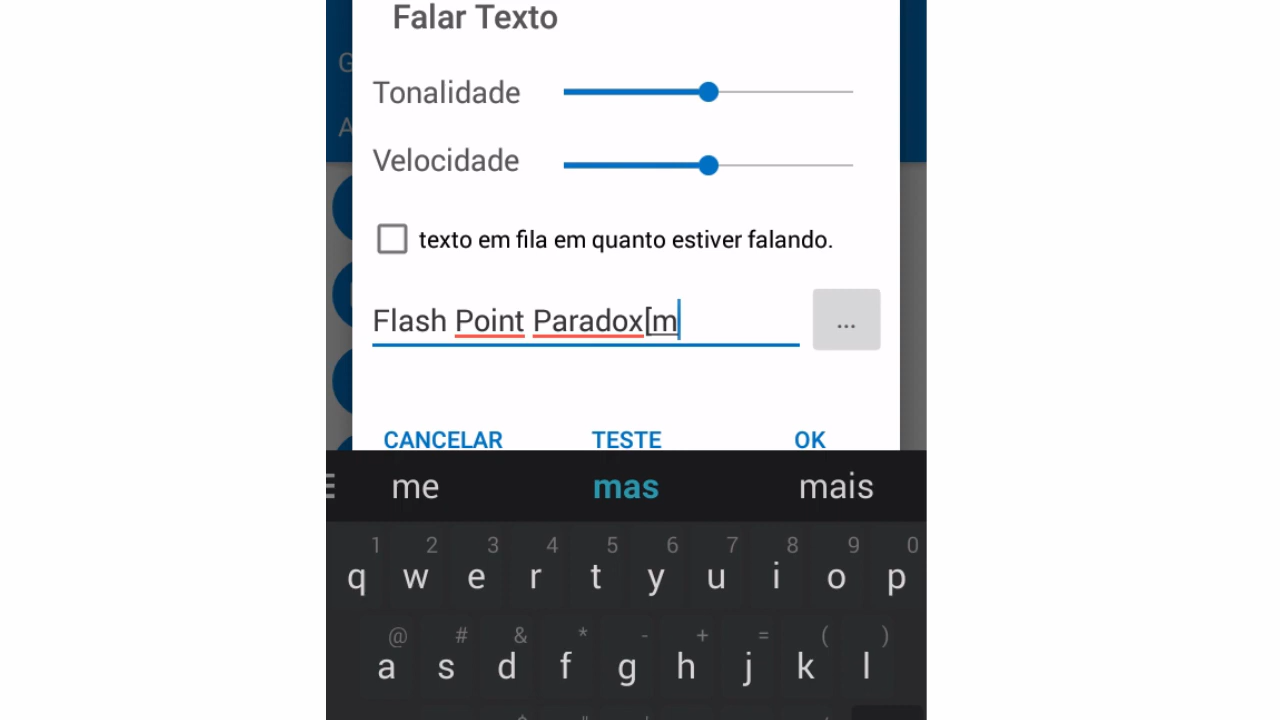 Falar Texto
G
Tonalidade
A
Velocidade
texto em fila em quanto estiver falando.
Flash Point Paradox[m
...
CANCELAR TESTE OK
me mas mais
1 2 3 4 5 6 7 8 9 0
q w e r t y u i o p
@ # & * - + = ( )
a s d f g h j k l